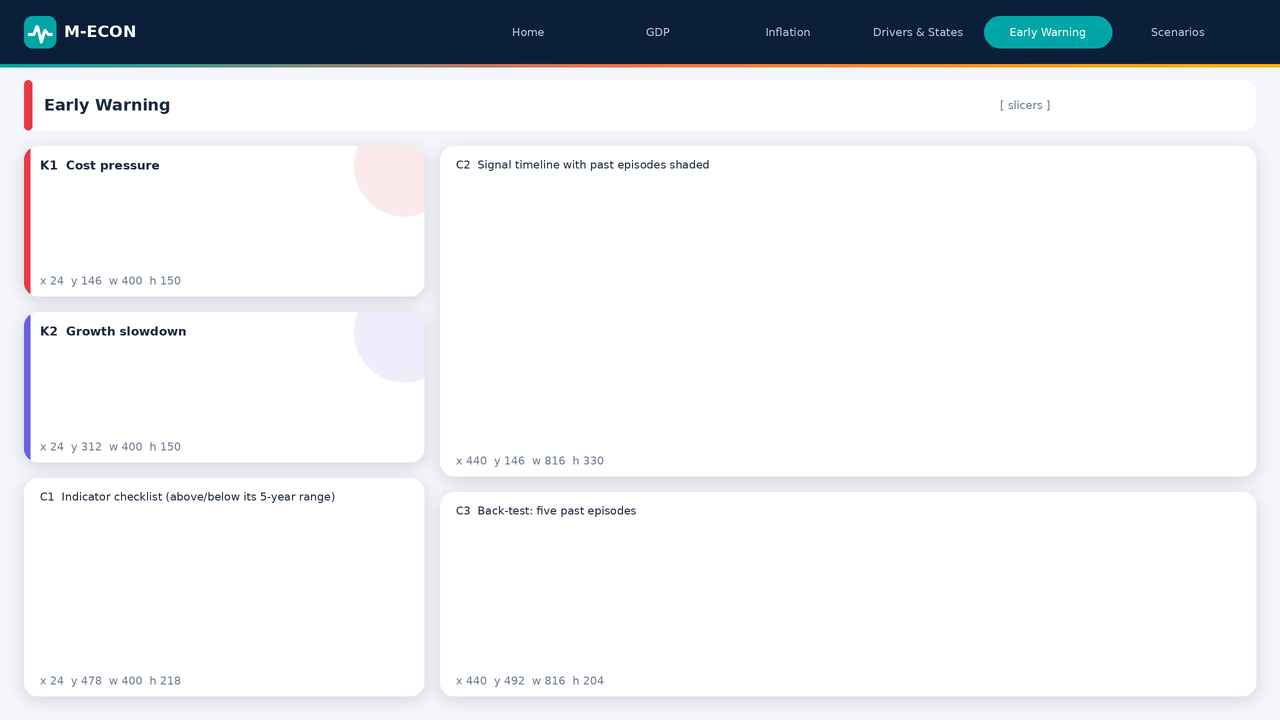 M-ECON
Home
GDP
Inflation
Drivers & States
Early Warning
Scenarios
Early Warning
[ slicers ]
K1  Cost pressure
x 24  y 146  w 400  h 150
K2  Growth slowdown
x 24  y 312  w 400  h 150
C1  Indicator checklist (above/below its 5-year range)
x 24  y 478  w 400  h 218
C2  Signal timeline with past episodes shaded
x 440  y 146  w 816  h 330
C3  Back-test: five past episodes
x 440  y 492  w 816  h 204